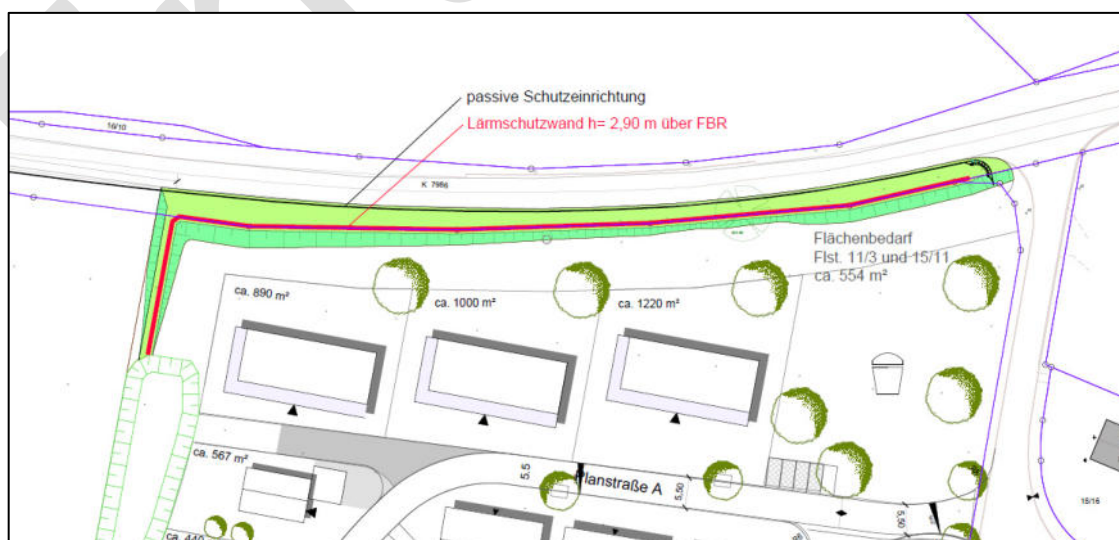 passive Schutzeinrichtung
Lärmschutzwand h= 2,90 m über FBR
16/10
K 7986
Flächenbedarf
Flst. 11/3 und 15/11
ca. 554 m²
ca. 890 m²
ca. 1000 m²
ca. 1220 m²
ca. 567 m²
5.5
Planstraße A
5,50
5,50
15/16
ca. 440